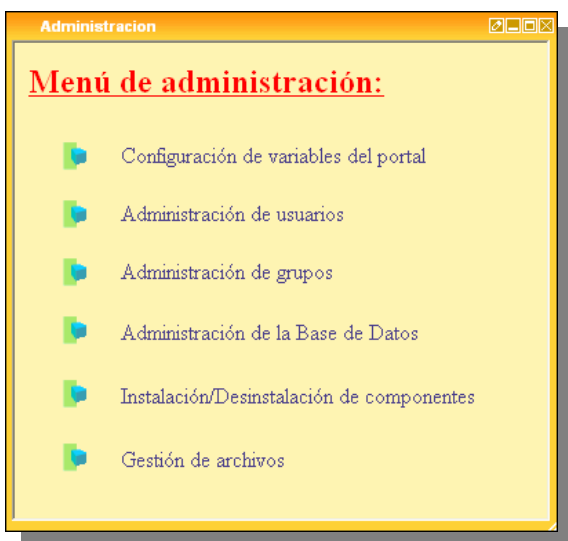 Administracion
Menú de administración:
Configuración de variables del portal
Administración de usuarios
Administración de grupos
Administración de la Base de Datos
Instalación/Desinstalación de componentes
Gestión de archivos